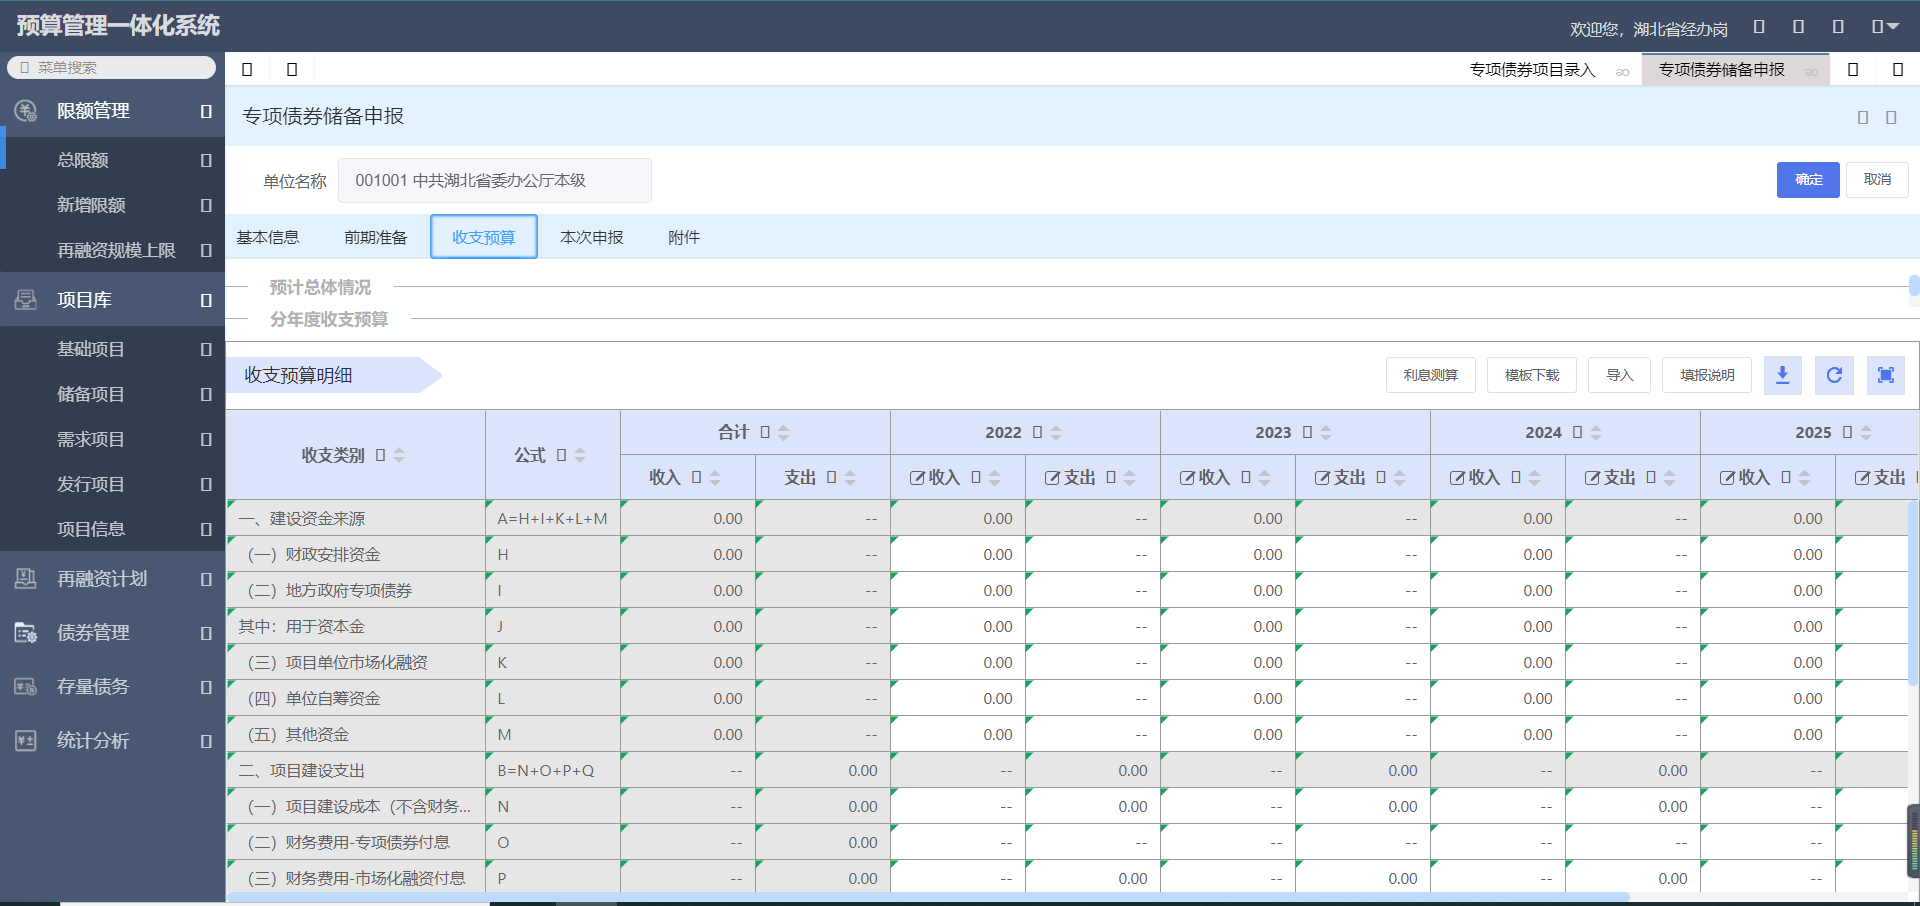 预算管理一体化系统
欢迎您，湖北省经办岗
菜单搜索
专项债券项目录入
专项债券储备申报
限额管理
总限额
新增限额
再融资规模上限
项目库
基础项目
储备项目
需求项目
发行项目
项目信息
再融资计划
债券管理
存量债务
统计分析
专项债券储备申报
单位名称 001001 中共湖北省委办公厅本级
确定 取消
基本信息 前期准备 收支预算 本次申报 附件
预计总体情况
分年度收支预算
收支预算明细
利息测算 模板下载 导入 填报说明
收支类别 公式 合计 2022 2023 2024 2025
收入 支出 收入 支出 收入 支出 收入 支出 收入 支出
一、建设资金来源 A=H+I+K+L+M 0.00 -- 0.00 -- 0.00 -- 0.00 -- 0.00
（一）财政安排资金 H 0.00 -- 0.00 -- 0.00 -- 0.00 -- 0.00
（二）地方政府专项债券 I 0.00 -- 0.00 -- 0.00 -- 0.00 -- 0.00
其中：用于资本金 J 0.00 -- 0.00 -- 0.00 -- 0.00 -- 0.00
（三）项目单位市场化融资 K 0.00 -- 0.00 -- 0.00 -- 0.00 -- 0.00
（四）单位自筹资金 L 0.00 -- 0.00 -- 0.00 -- 0.00 -- 0.00
（五）其他资金 M 0.00 -- 0.00 -- 0.00 -- 0.00 -- 0.00
二、项目建设支出 B=N+O+P+Q -- 0.00 -- 0.00 -- 0.00 -- 0.00 --
（一）项目建设成本（不含财务... N -- 0.00 -- 0.00 -- 0.00 -- 0.00 --
（二）财务费用-专项债券付息 O -- 0.00 -- -- -- -- -- -- --
（三）财务费用-市场化融资付息 P -- 0.00 -- 0.00 -- 0.00 -- 0.00 --